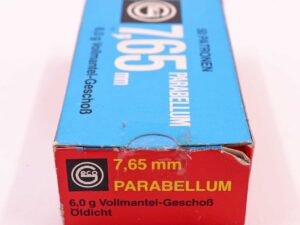 50 PATRONEN
PARABELLUM
7,65 mm
6,0 g Vollmantel-Geschoß
Geco
7,65 mm
PARABELLUM
6,0 g Vollmantel-Geschoß
Öldicht